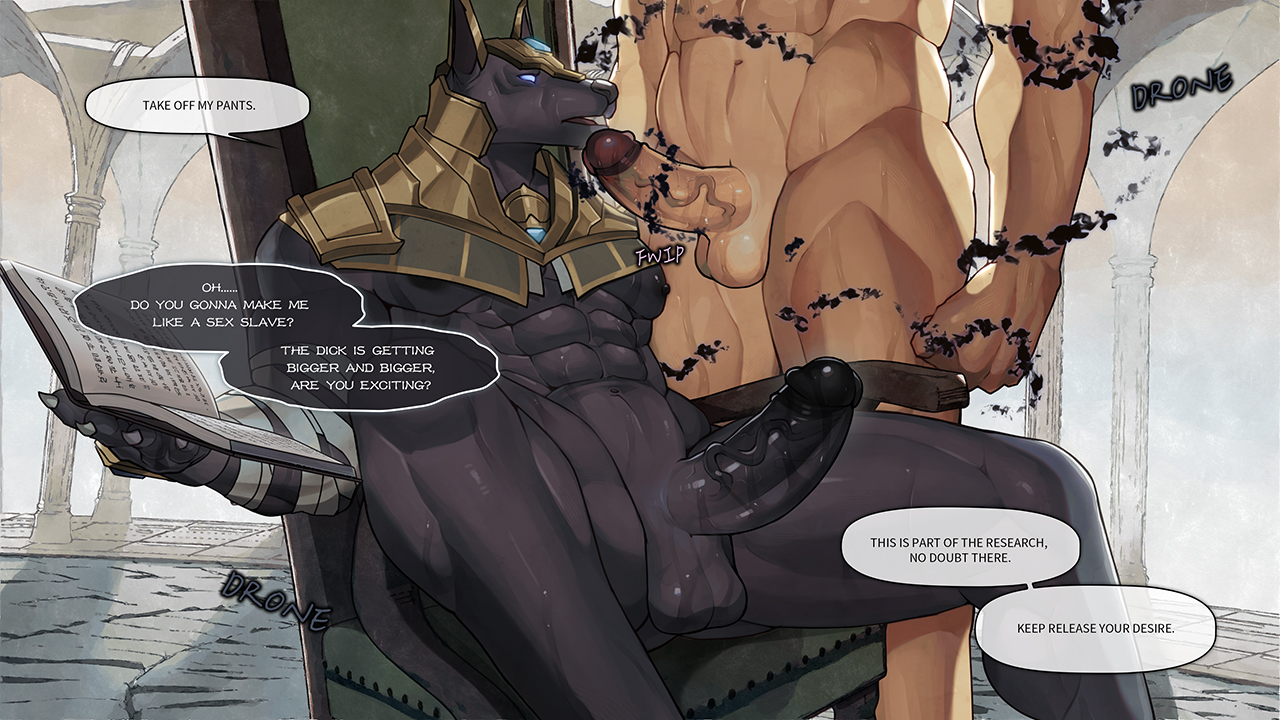 TAKE OFF MY PANTS.
DRONE
FWIP
OH......
DO YOU GONNA MAKE ME
LIKE A SEX SLAVE?
THE DICK IS GETTING
BIGGER AND BIGGER,
ARE YOU EXCITING?
THIS IS PART OF THE RESEARCH,
NO DOUBT THERE.
DRONE
KEEP RELEASE YOUR DESIRE.